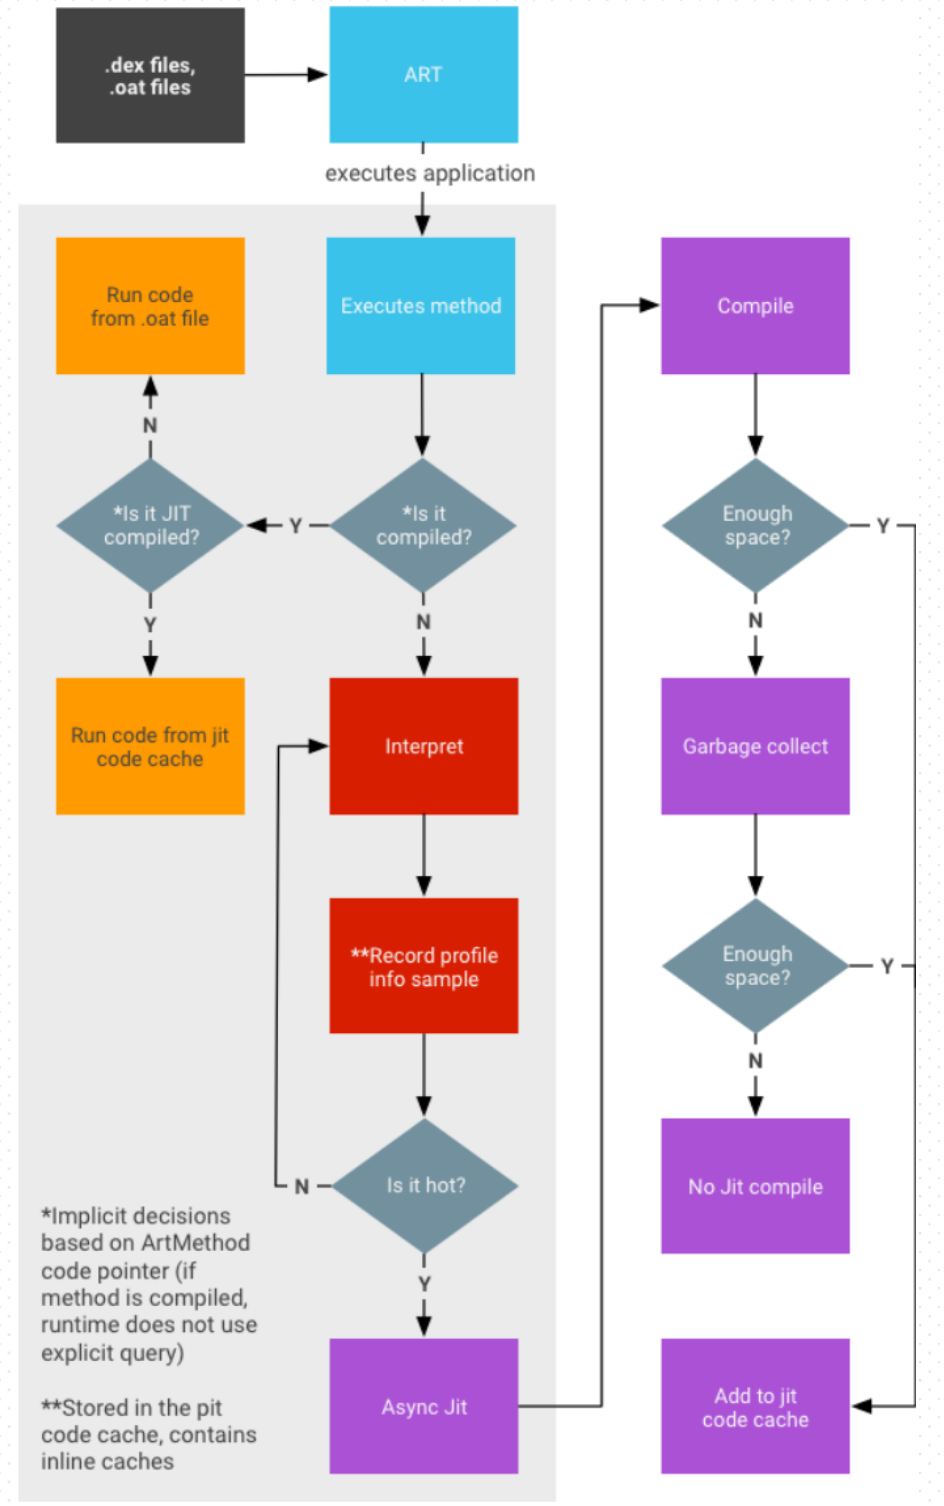 .dex files,
.oat files
ART
executes application
Run code
from .oat file
Executes method
Compile
N
*Is it JIT
compiled?
Y
*Is it
compiled?
Enough
space?
Y
Y
N
N
Run code from jit
code cache
Interpret
Garbage collect
**Record profile
info sample
Enough
space?
Y
N
Is it hot?
N
No Jit compile
*Implicit decisions
based on ArtMethod
code pointer (if
method is compiled,
runtime does not use
explicit query)
Y
**Stored in the pit
code cache, contains
inline caches
Async Jit
Add to jit
code cache